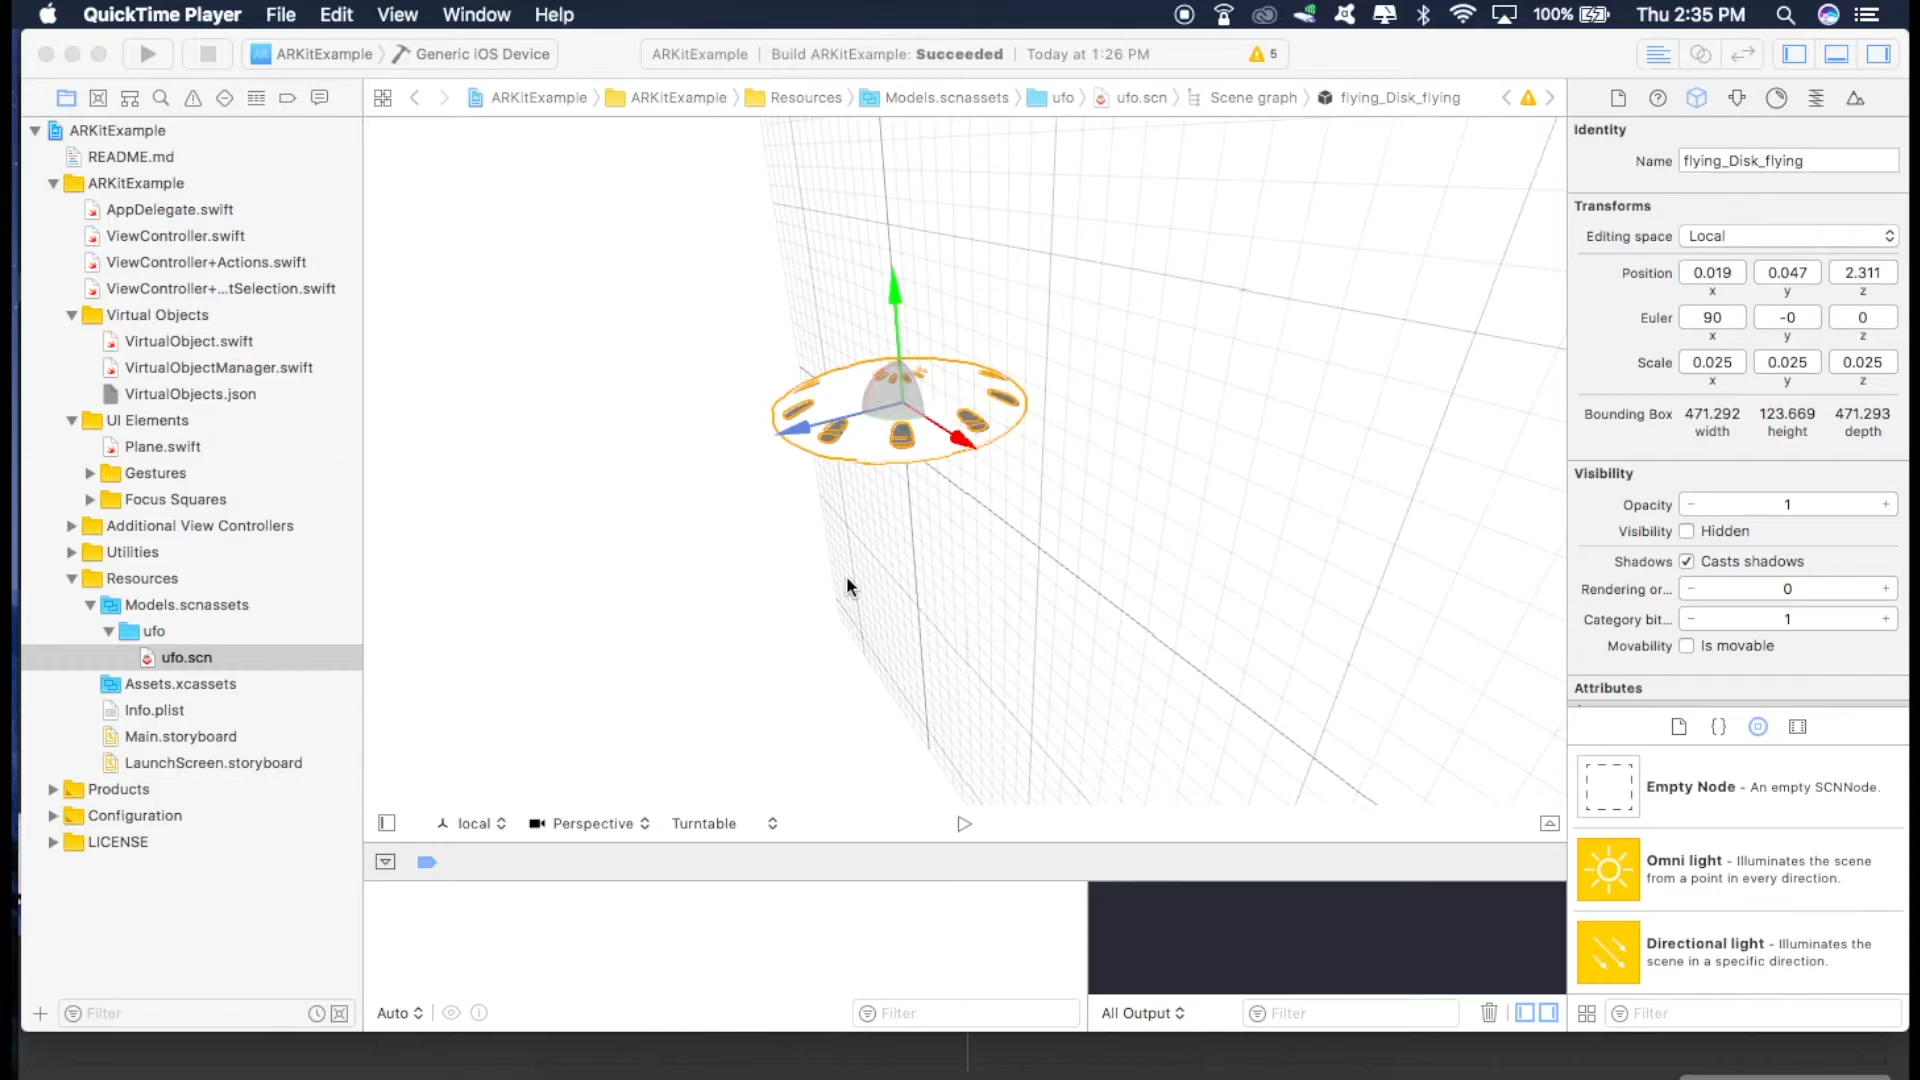 QuickTime Player File Edit View Window Help 100% Thu 2:35 PM
ARKitExample Generic iOS Device ARKitExample | Build ARKitExample: Succeeded | Today at 1:26 PM 5
ARKitExample ARKitExample Resources Models.scnassets ufo ufo.scn Scene graph flying_Disk_flying
ARKitExample
README.md
ARKitExample
AppDelegate.swift
ViewController.swift
ViewController+Actions.swift
ViewController+...tSelection.swift
Virtual Objects
VirtualObject.swift
VirtualObjectManager.swift
VirtualObjects.json
UI Elements
Plane.swift
Gestures
Focus Squares
Additional View Controllers
Utilities
Resources
Models.scnassets
ufo
ufo.scn
Assets.xcassets
Info.plist
Main.storyboard
LaunchScreen.storyboard
Products
Configuration
LICENSE
Filter
local Perspective Turntable
Auto Filter
All Output Filter
Identity
Name flying_Disk_flying
Transforms
Editing space Local
Position 0.019 0.047 2.311
x y z
Euler 90 -0 0
x y z
Scale 0.025 0.025 0.025
x y z
Bounding Box 471.292 123.669 471.293
width height depth
Visibility
Opacity − 1 +
Visibility Hidden
Shadows Casts shadows
Rendering or... − 0 +
Category bit... − 1 +
Movability Is movable
Attributes
{}
Empty Node - An empty SCNNode.
Omni light - Illuminates the scene
from a point in every direction.
Directional light - Illuminates the
scene in a specific direction.
Filter